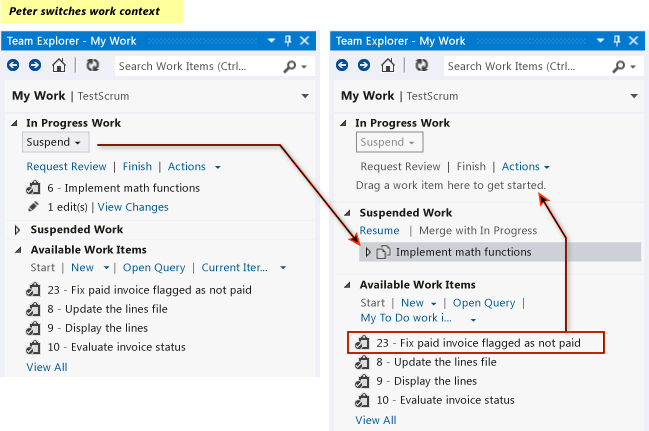 Peter switches work context
Team Explorer - My Work
Search Work Items (Ctrl...
My Work | TestScrum
In Progress Work
Suspend
Request Review | Finish | Actions
6 - Implement math functions
1 edit(s) | View Changes
Suspended Work
Available Work Items
Start | New | Open Query | Current Iter...
23 - Fix paid invoice flagged as not paid
8 - Update the lines file
9 - Display the lines
10 - Evaluate invoice status
View All
Team Explorer - My Work
Search Work Items (Ctrl...
My Work | TestScrum
In Progress Work
Suspend
Request Review | Finish | Actions
Drag a work item here to get started.
Suspended Work
Resume | Merge with In Progress
Implement math functions
Available Work Items
Start | New | Open Query |
My To Do work i...
23 - Fix paid invoice flagged as not paid
8 - Update the lines file
9 - Display the lines
10 - Evaluate invoice status
View All